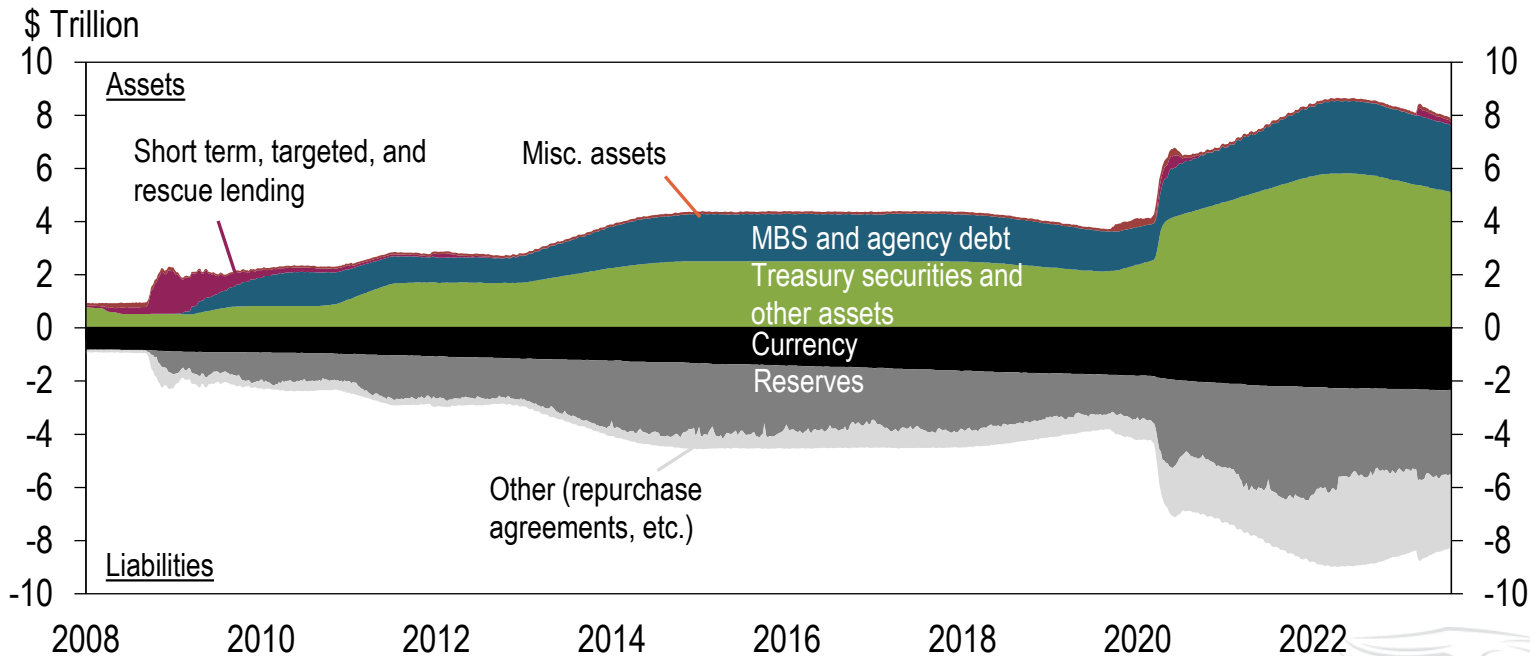 $ Trillion
10 10
Assets
8 8
Short term, targeted, and
rescue lending
Misc. assets
6 6
4 4
MBS and agency debt
2 2
Treasury securities and
other assets
0 0
Currency
Reserves
-2 -2
-4 -4
Other (repurchase
agreements, etc.)
-6 -6
-8 -8
Liabilities
-10 -10
2008 2010 2012 2014 2016 2018 2020 2022